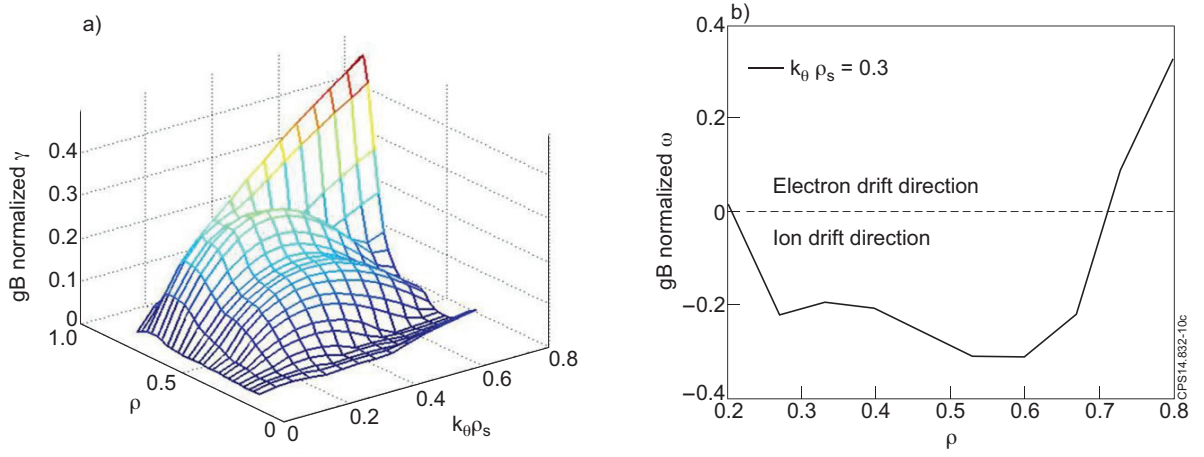 a)
gB normalized γ
0.4
0.3
0.2
0.1
0
1.0
0.5
0
ρ
0
0.2
0.4
0.6
0.8
kθρs
b)
gB normalized ω
0.4
0.2
0
−0.2
−0.4
kθ ρs = 0.3
Electron drift direction
Ion drift direction
0.2
0.3
0.4
0.5
0.6
0.7
0.8
ρ
CPS14.832-10c